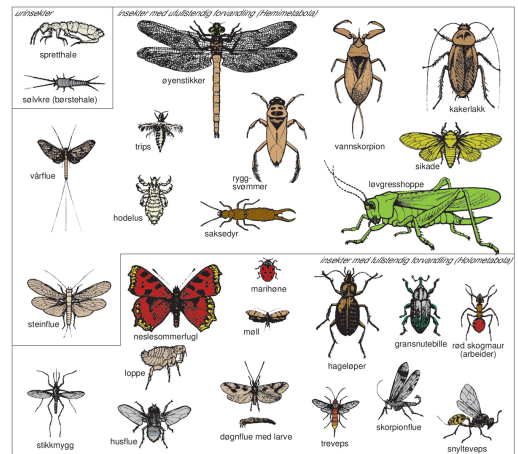 urinsekter
spretthale
sølvkre (børstehale)
insekter med ufullstendig forvandling (Hemimetabola)
øyenstikker
vannskorpion
kakerlakk
trips
rygg-
svømmer
sikade
vårflue
løvgresshoppe
hodelus
saksedyr
insekter med fullstendig forvandling (Holometabola)
steinflue
neslesommerfugl
marihøne
møll
hageløper
gransnutebille
rød skogmaur
(arbeider)
loppe
stikkmygg
husflue
døgnflue med larve
treveps
skorpionflue
snylteveps